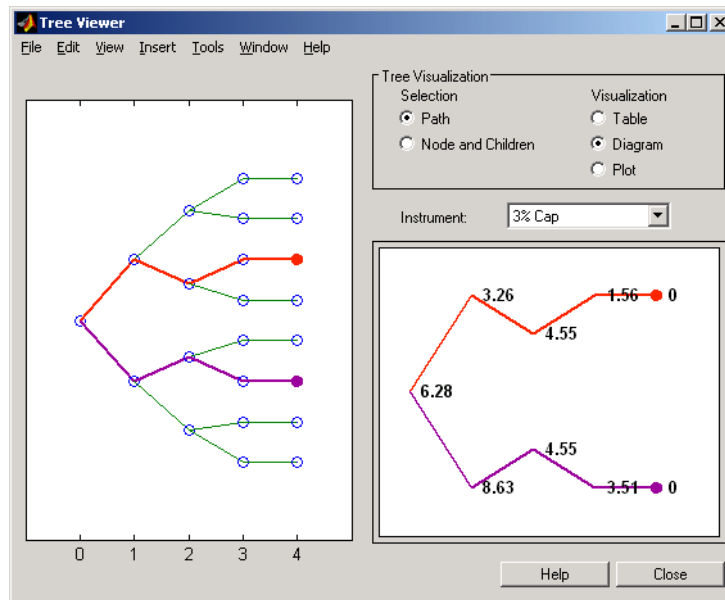 Tree Viewer
File Edit View Insert Tools Window Help
Tree Visualization
Selection Visualization
Path Table
Node and Children Diagram
Plot
Instrument: 3% Cap
3.26 1.56 0
4.55
6.28
4.55
8.63 3.51 0
0 1 2 3 4
Help Close